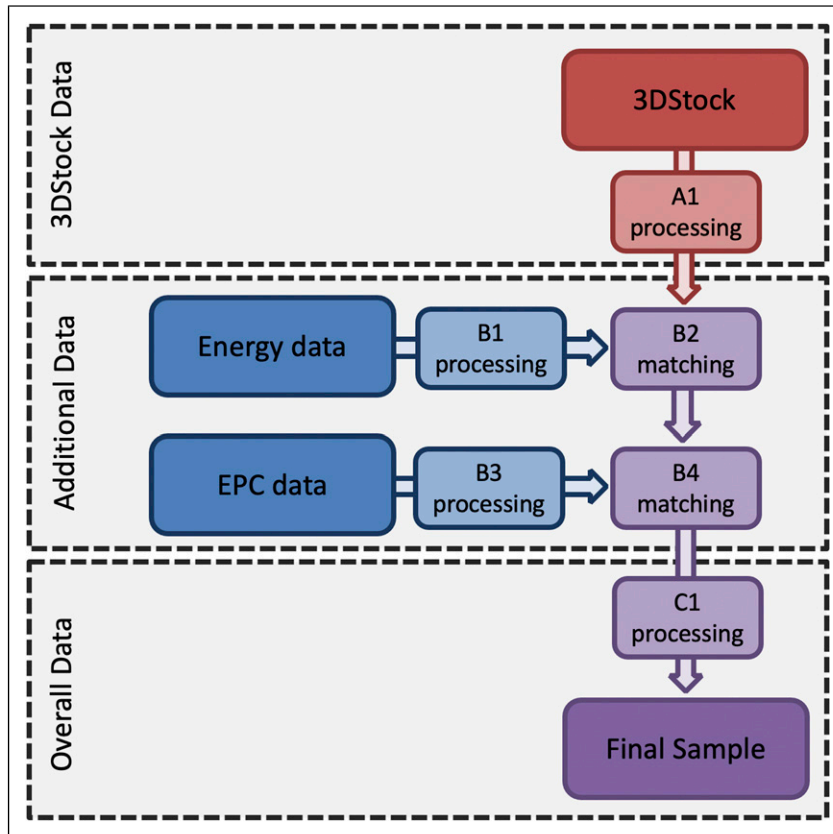 3DStock Data
3DStock
A1
processing
Additional Data
Energy data
B1
processing
B2
matching
EPC data
B3
processing
B4
matching
Overall Data
C1
processing
Final Sample